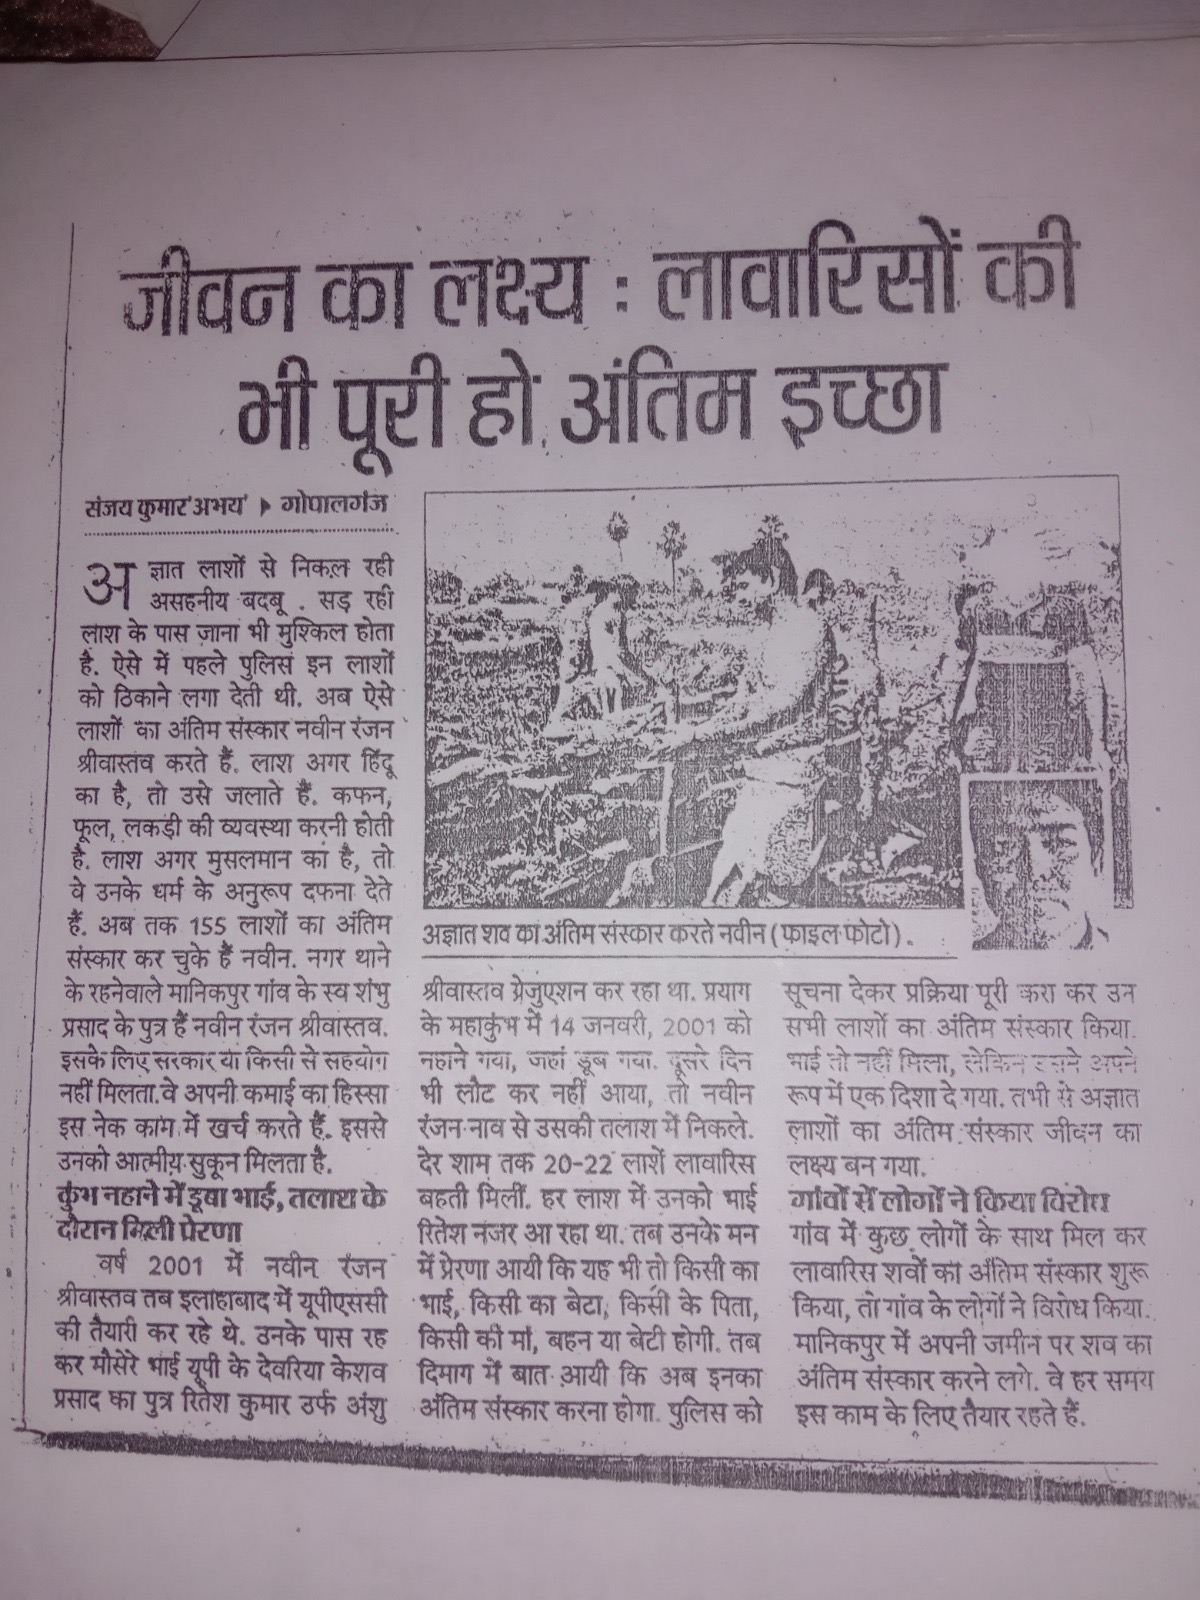 जीवन का लक्ष्य : लावारिसों की
भी पूरी हो अंतिम इच्छा
संजय कुमार 'अभय' ▶ गोपालगंज
अज्ञात लाशों से निकल रही
असहनीय बदबू . सड़ रही
लाश के पास जाना भी मुश्किल होता
है. ऐसे में पहले पुलिस इन लाशों
को ठिकाने लगा देती थी. अब ऐसे
लाशों का अंतिम संस्कार नवीन रंजन
श्रीवास्तव करते हैं. लाश अगर हिंदू
का है, तो उसे जलाते हैं. कफन,
फूल, लकड़ी की व्यवस्था करनी होती
है. लाश अगर मुसलमान का है, तो
वे उनके धर्म के अनुरूप दफना देते
हैं. अब तक 155 लाशों का अंतिम
संस्कार कर चुके हैं नवीन. नगर थाने
के रहनेवाले मानिकपुर गांव के स्व शंभु
प्रसाद के पुत्र हैं नवीन रंजन श्रीवास्तव.
इसके लिए सरकार या किसी से सहयोग
नहीं मिलता. वे अपनी कमाई का हिस्सा
इस नेक काम में खर्च करते हैं. इससे
उनको आत्मीय सुकून मिलता है.
कुंभ नहाने में डूबा भाई, तलाश के
दौरान मिली प्रेरणा
वर्ष 2001 में नवीन रंजन
श्रीवास्तव तब इलाहाबाद में यूपीएससी
की तैयारी कर रहे थे. उनके पास रह
कर मौसेरे भाई यूपी के देवरिया केशव
प्रसाद का पुत्र रितेश कुमार उर्फ अंशु
अज्ञात शव का अंतिम संस्कार करते नवीन (फाइल फोटो) .
श्रीवास्तव ग्रेजुएशन कर रहा था. प्रयाग
के महाकुंभ में 14 जनवरी, 2001 को
नहाने गया, जहां डूब गया. दूसरे दिन
भी लौट कर नहीं आया, तो नवीन
रंजन नाव से उसकी तलाश में निकले.
देर शाम तक 20-22 लाशें लावारिस
बहती मिलीं. हर लाश में उनको भाई
रितेश नजर आ रहा था. तब उनके मन
में प्रेरणा आयी कि यह भी तो किसी का
भाई, किसी का बेटा, किसी के पिता,
किसी की मां, बहन या बेटी होगी. तब
दिमाग में बात आयी कि अब इनका
अंतिम संस्कार करना होगा. पुलिस को
सूचना देकर प्रक्रिया पूरी करा कर उन
सभी लाशों का अंतिम संस्कार किया.
भाई तो नहीं मिला, लेकिन उसने अपने
रूप में एक दिशा दे गया. तभी से अज्ञात
लाशों का अंतिम संस्कार जीवन का
लक्ष्य बन गया.
गांवों सें लोगों ने किया विरोध
गांव में कुछ लोगों के साथ मिल कर
लावारिस शवों का अंतिम संस्कार शुरू
किया, तो गांव के लोगों ने विरोध किया.
मानिकपुर में अपनी जमीन पर शव का
अंतिम संस्कार करने लगे. वे हर समय
इस काम के लिए तैयार रहते हैं.